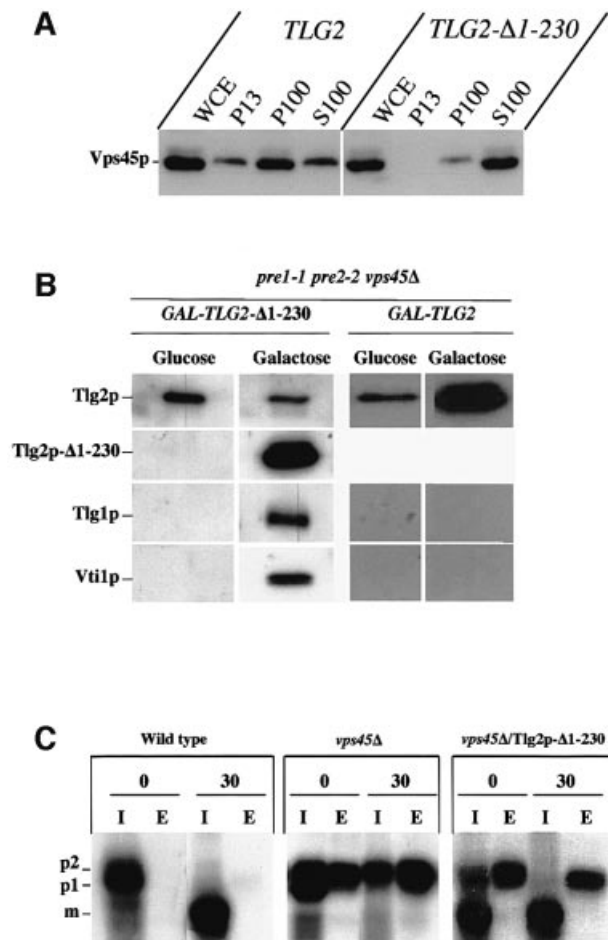 A
TLG2 TLG2-Δ1-230
WCE P13 P100 S100 WCE P13 P100 S100
Vps45p
B
pre1-1 pre2-2 vps45Δ
GAL-TLG2-Δ1-230 GAL-TLG2
Glucose Galactose Glucose Galactose
Tlg2p
Tlg2p-Δ1-230
Tlg1p
Vti1p
C
Wild type vps45Δ vps45Δ/Tlg2p-Δ1-230
0 30 0 30 0 30
I E I E I E I E I E I E
p2
p1
m